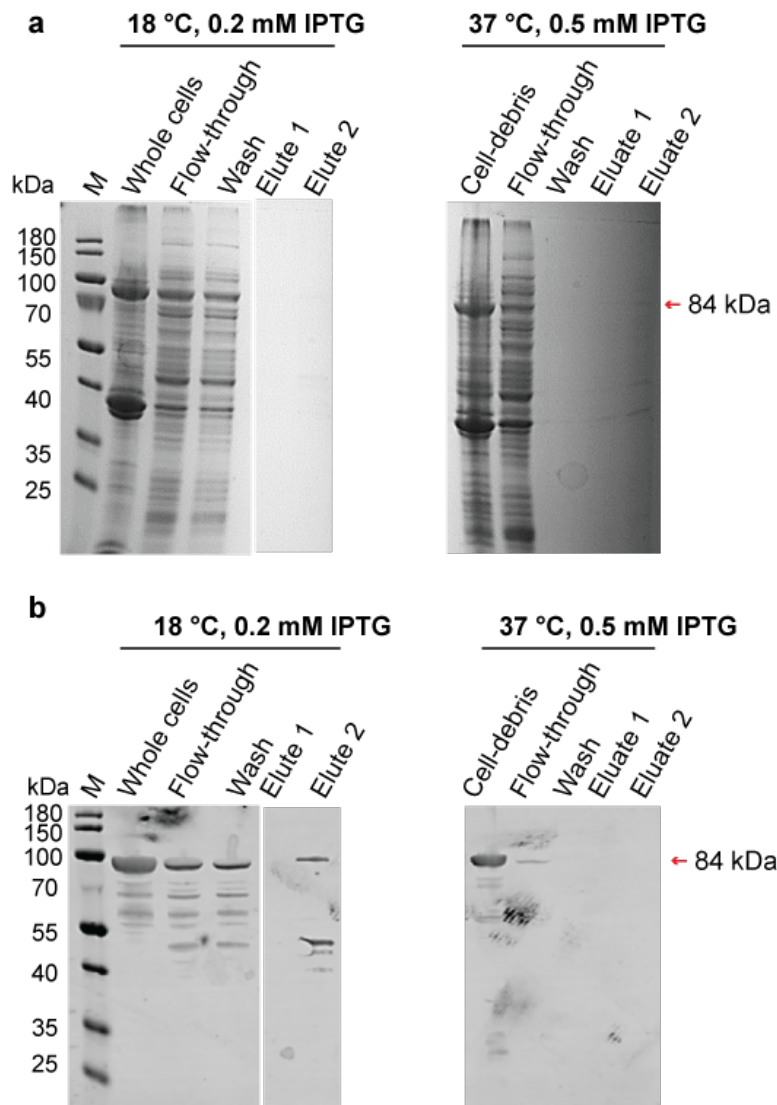 a
18 °C, 0.2 mM IPTG
37 °C, 0.5 mM IPTG
kDa
M
Whole cells
Flow-through
Wash
Elute 1
Elute 2
Cell-debris
Flow-through
Wash
Eluate 1
Eluate 2
180
150
100
70
55
40
35
25
← 84 kDa
b
18 °C, 0.2 mM IPTG
37 °C, 0.5 mM IPTG
kDa
M
Whole cells
Flow-through
Wash
Elute 1
Elute 2
Cell-debris
Flow-through
Wash
Eluate 1
Eluate 2
180
150
100
70
55
40
35
25
← 84 kDa